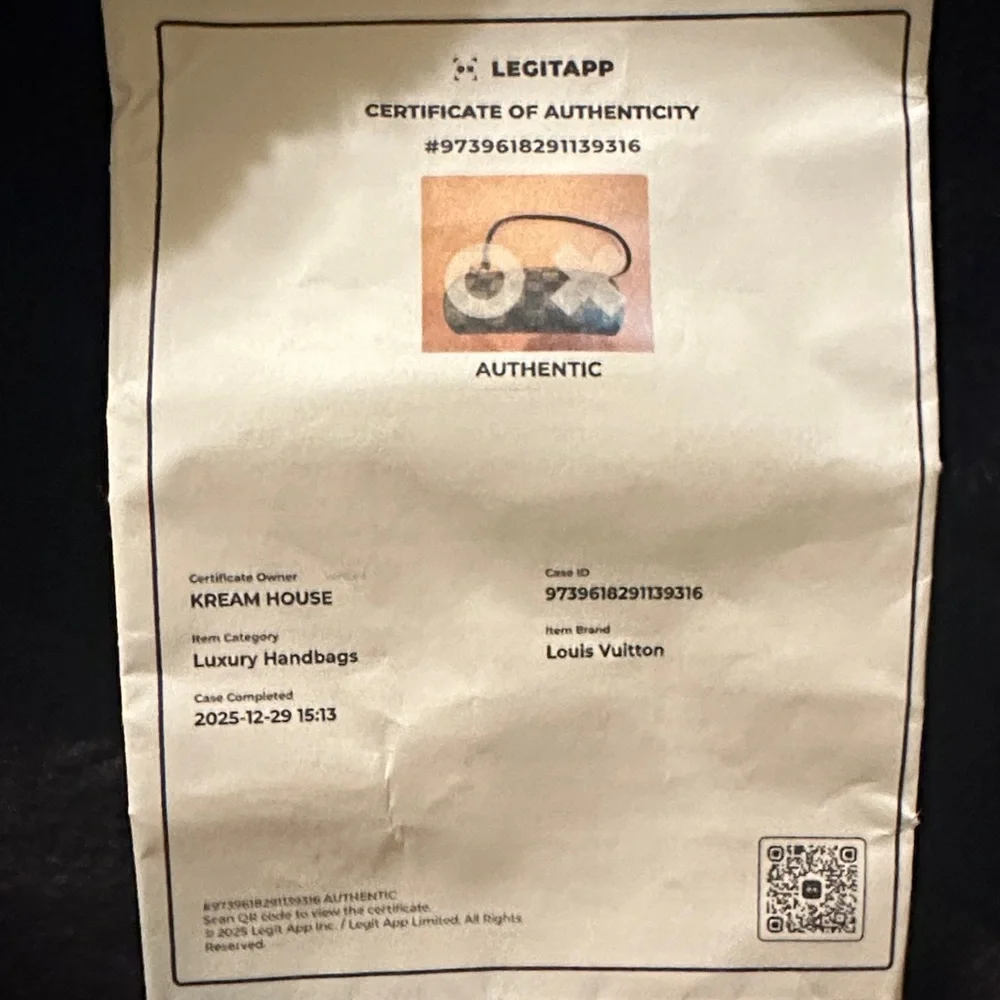 LEGITAPP
CERTIFICATE OF AUTHENTICITY
#9739618291139316
AUTHENTIC
Certificate Owner
KREAM HOUSE
Case ID
9739618291139316
Item Category
Luxury Handbags
Item Brand
Louis Vuitton
Case Completed
2025-12-29 15:13
#9739618291139316 AUTHENTIC
Scan QR code to view the certificate.
© 2025 Legit App Inc. / Legit App Limited. All Rights
Reserved.